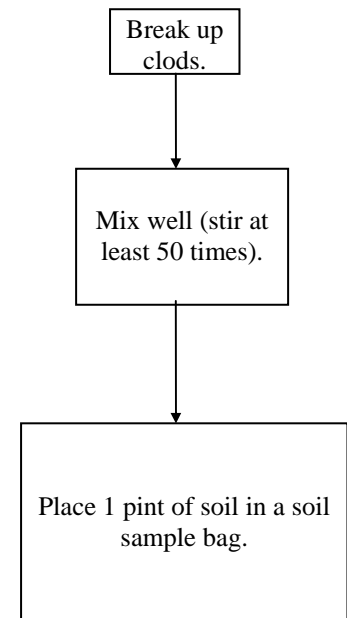 Break up
clods.
Mix well (stir at
least 50 times).
Place 1 pint of soil in a soil
sample bag.